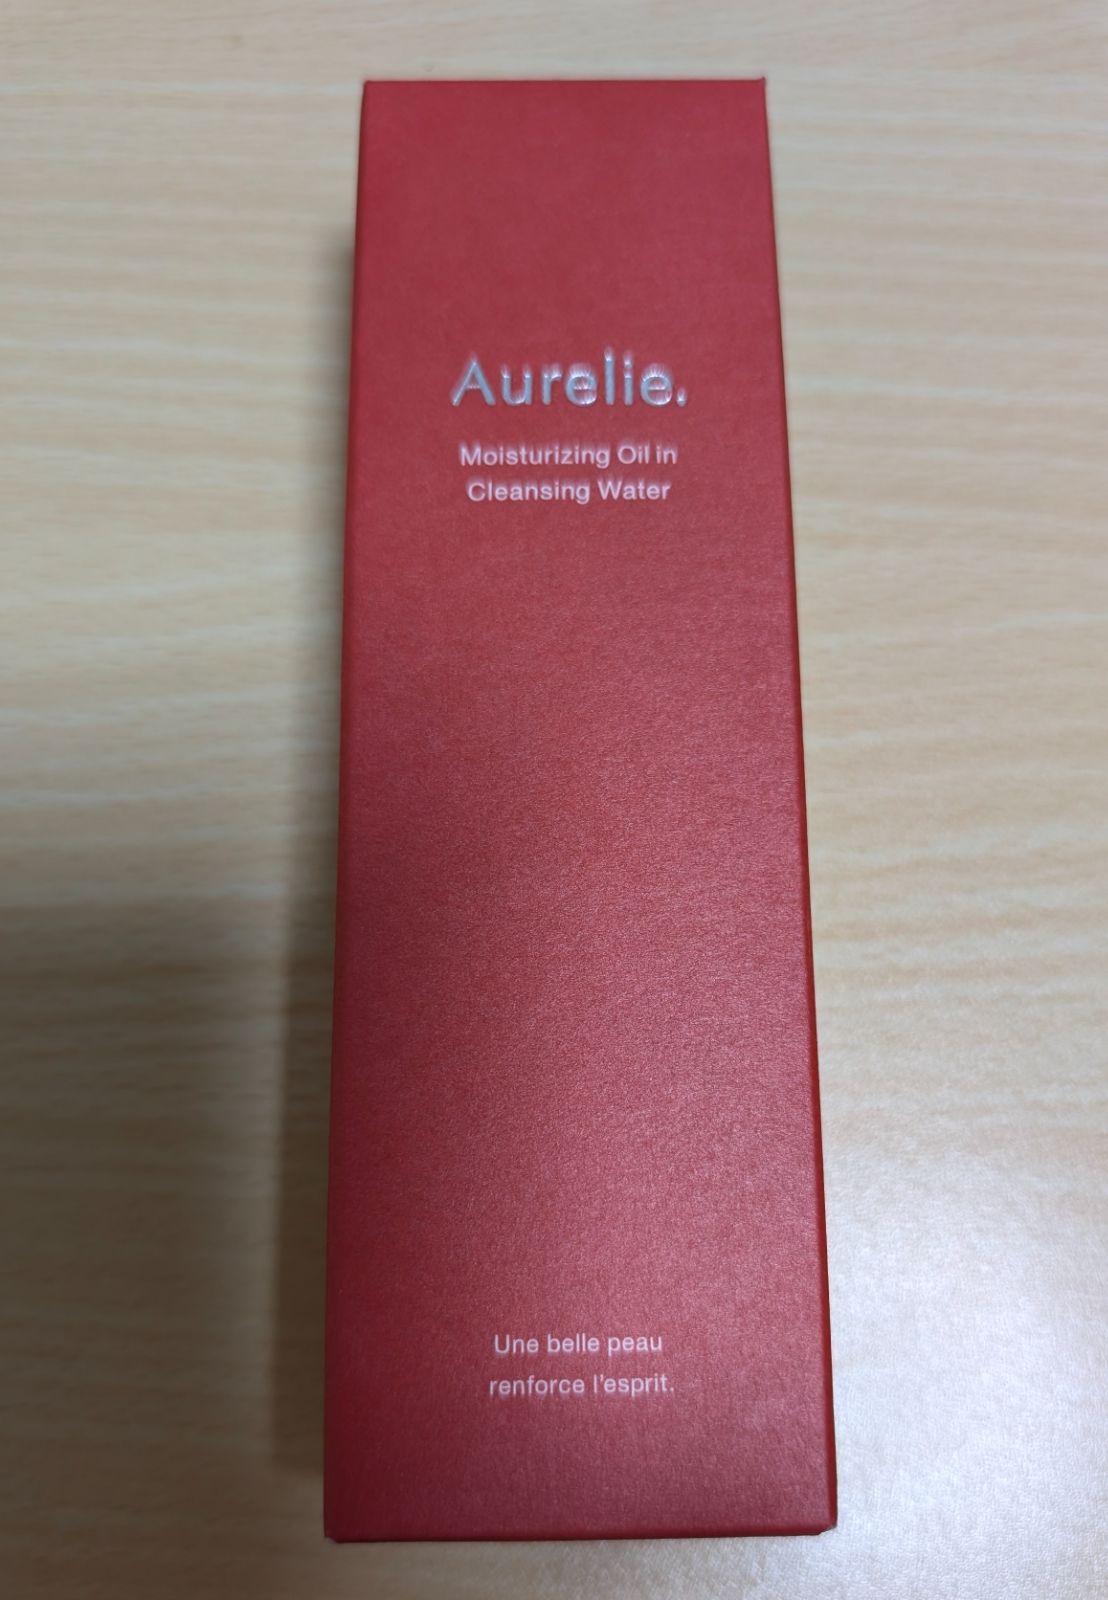 Aurelie.
Moisturizing Oil in
Cleansing Water
Une belle peau
renforce l'esprit.